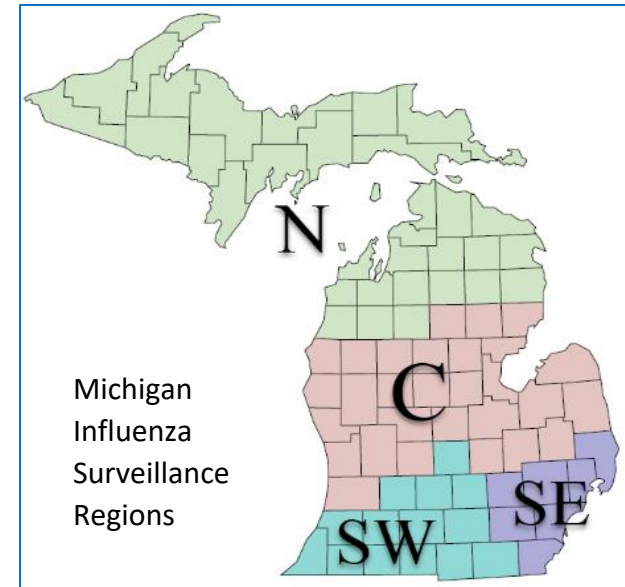 N
C
Michigan
Influenza
Surveillance
Regions
SE
SW